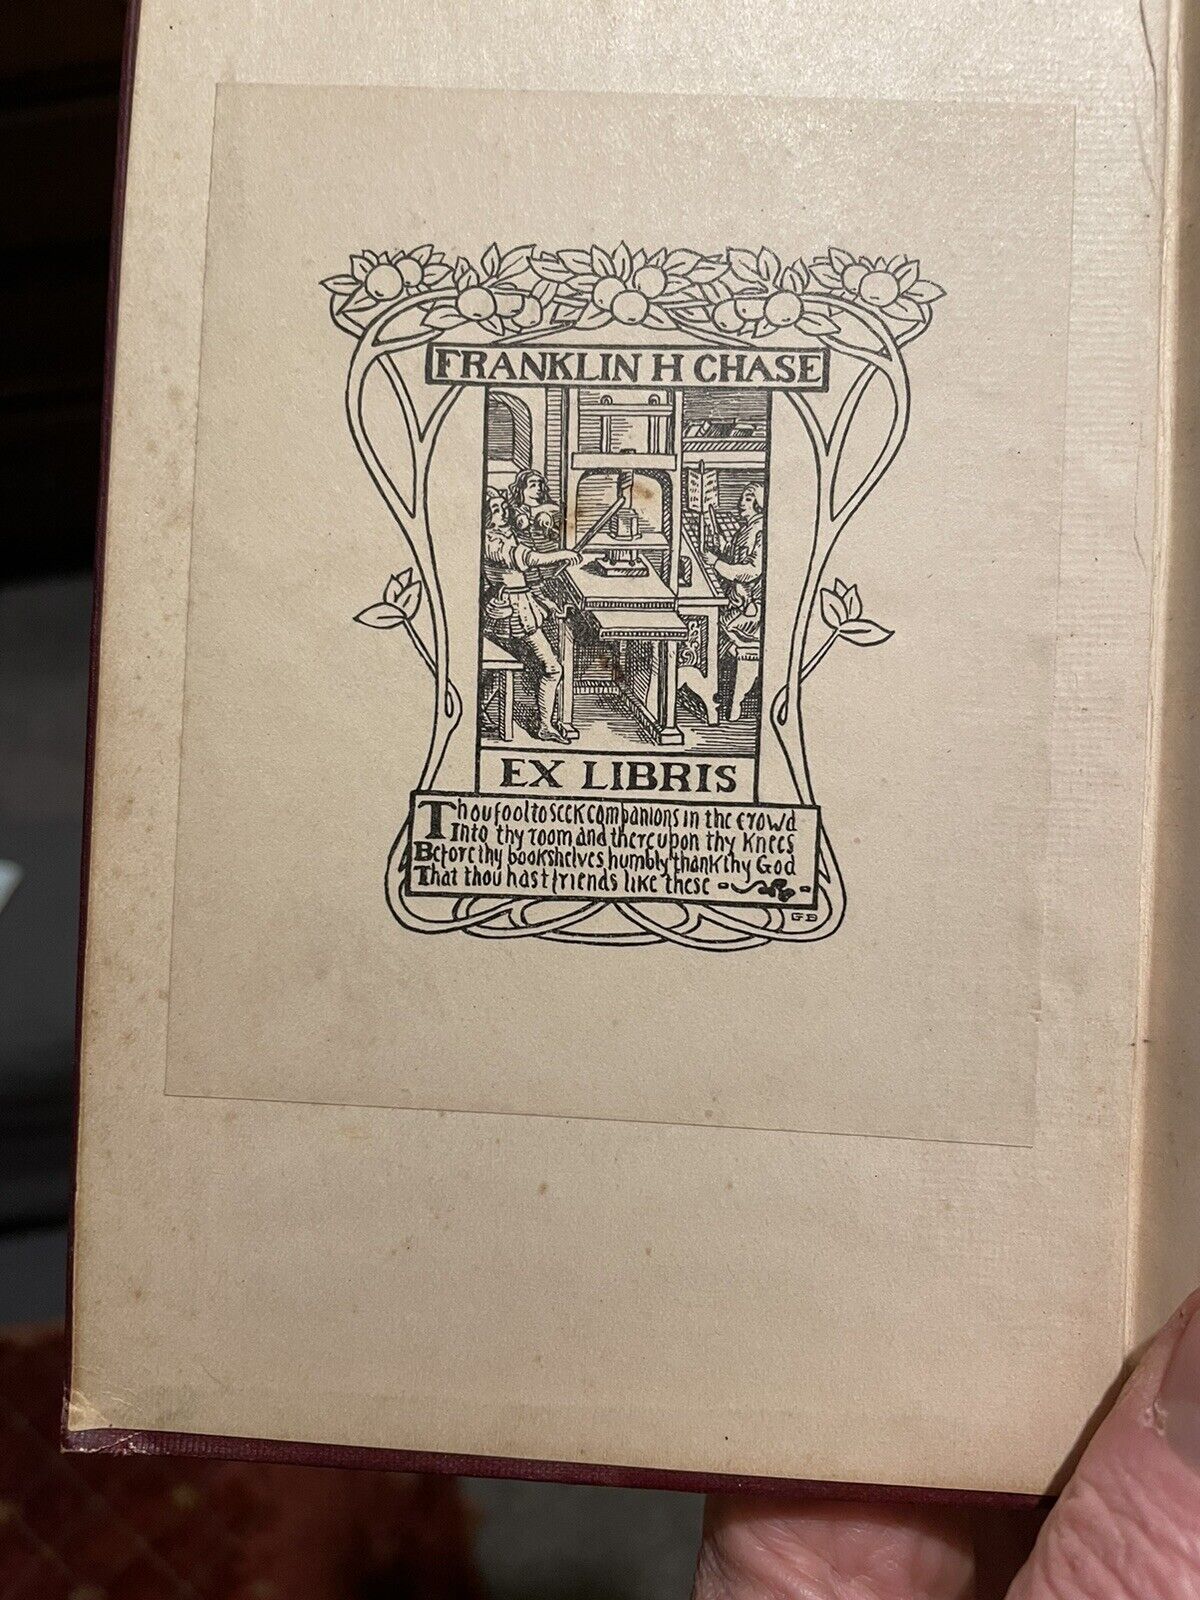 FRANKLIN H CHASE
EX LIBRIS
Thou fool to seek companions in the crowd
Into thy room and there upon thy Knees
Before thy bookshelves humbly thank thy God
That thou hast friends like these
G B